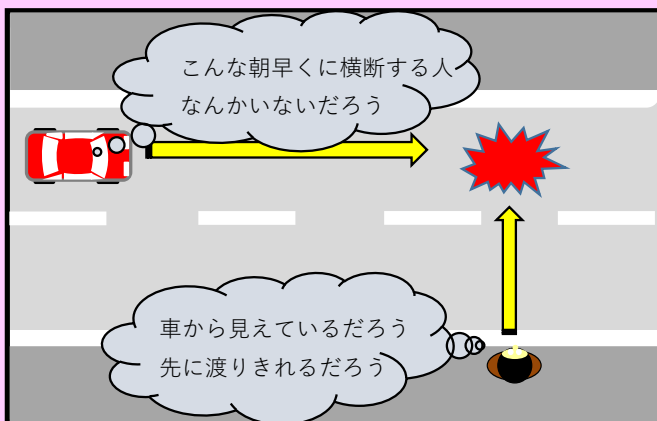 こんな朝早くに横断する人
なんかいないだろう
車から見えているだろう
先に渡りきれるだろう